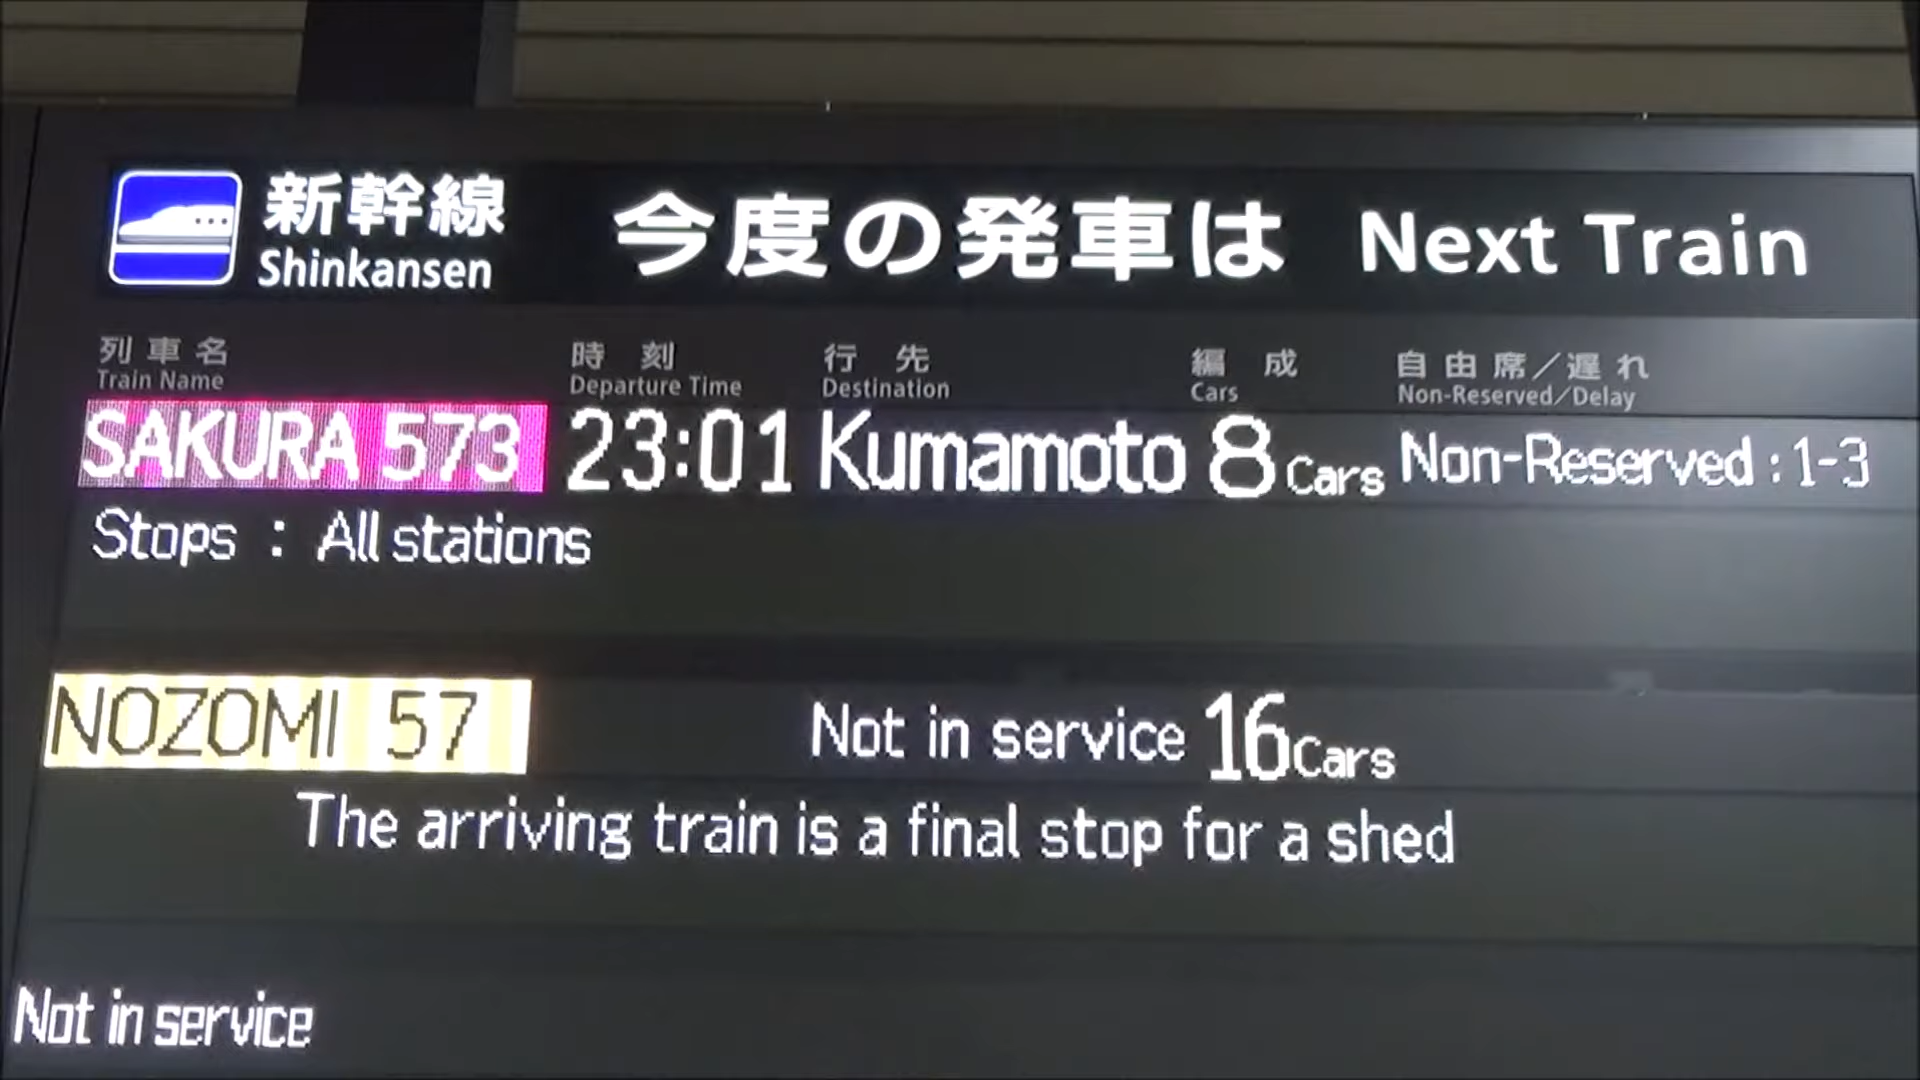 新幹線 今度の発車は Next Train
Shinkansen
列車名 時刻 行先 編成 自由席／遅れ
Train Name Departure Time Destination Cars Non-Reserved/Delay
SAKURA 573 23:01 Kumamoto 8 Cars Non-Reserved : 1-3
Stops : All stations
NOZOMI 57 Not in service 16 Cars
The arriving train is a final stop for a shed
Not in service